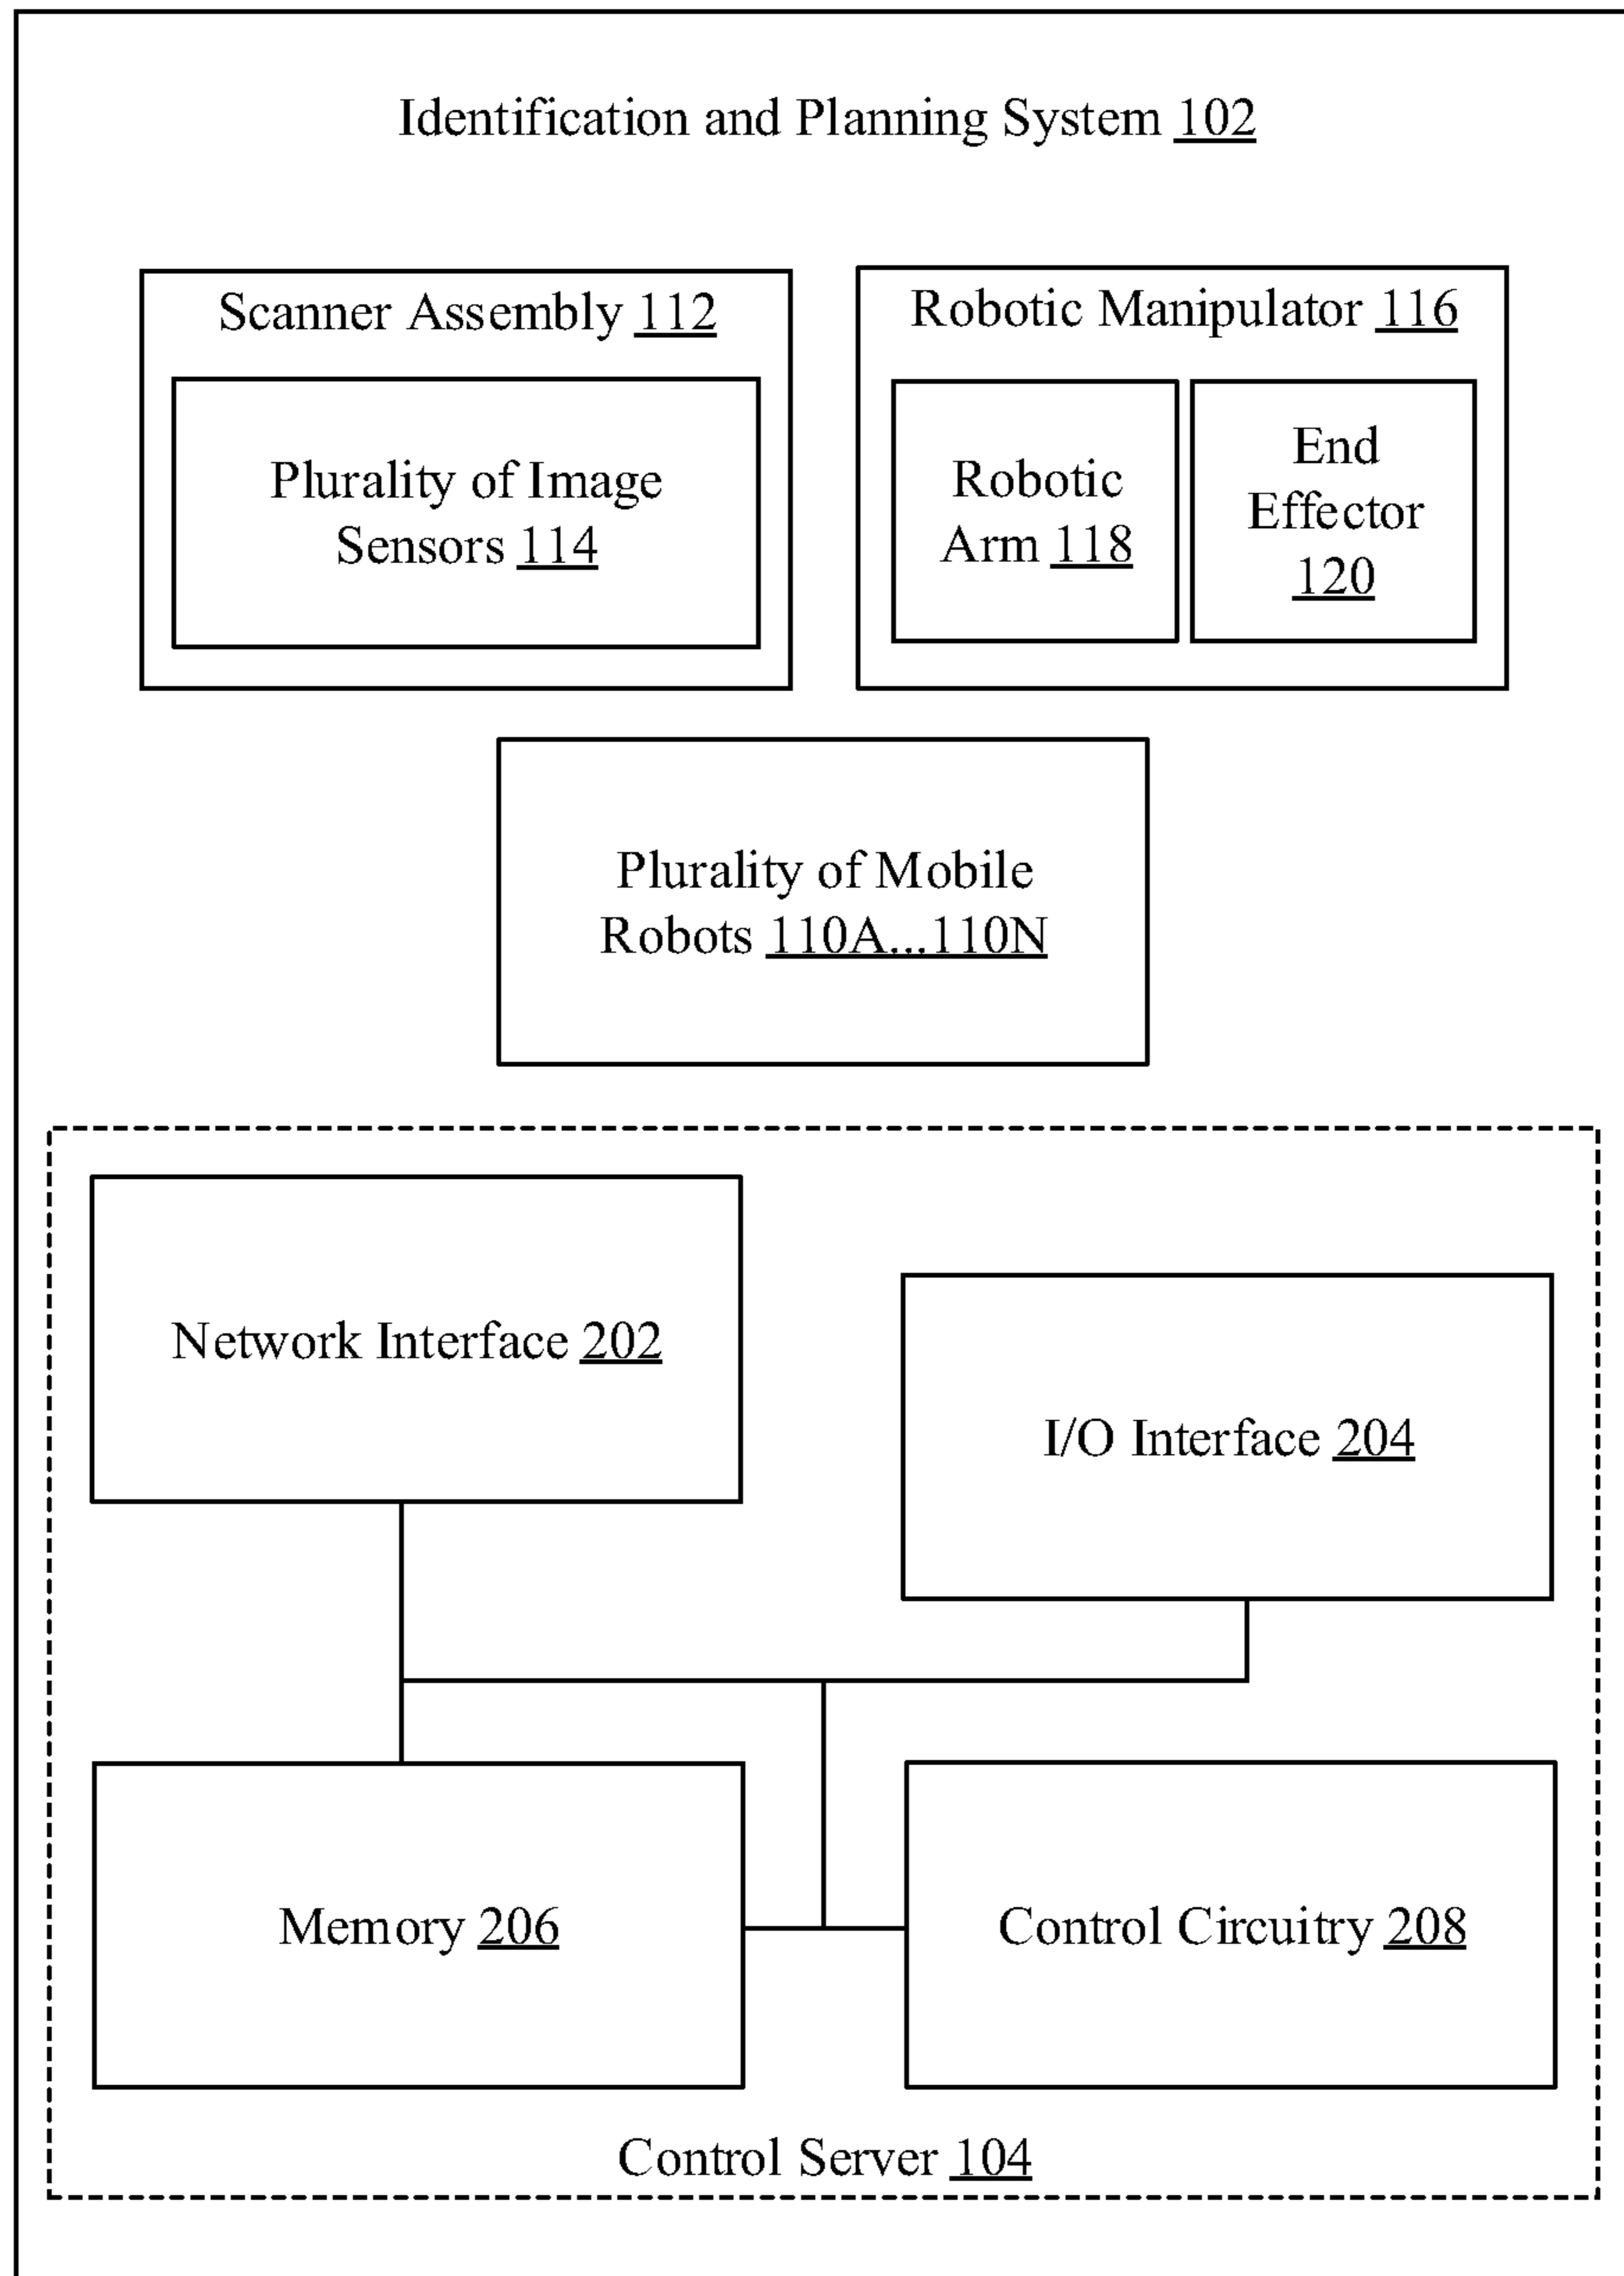 Identification and Planning System 102
Scanner Assembly 112
Plurality of Image
Sensors 114
Robotic Manipulator 116
Robotic
Arm 118
End
Effector
120
Plurality of Mobile
Robots 110A...110N
Network Interface 202
I/O Interface 204
Memory 206
Control Circuitry 208
Control Server 104